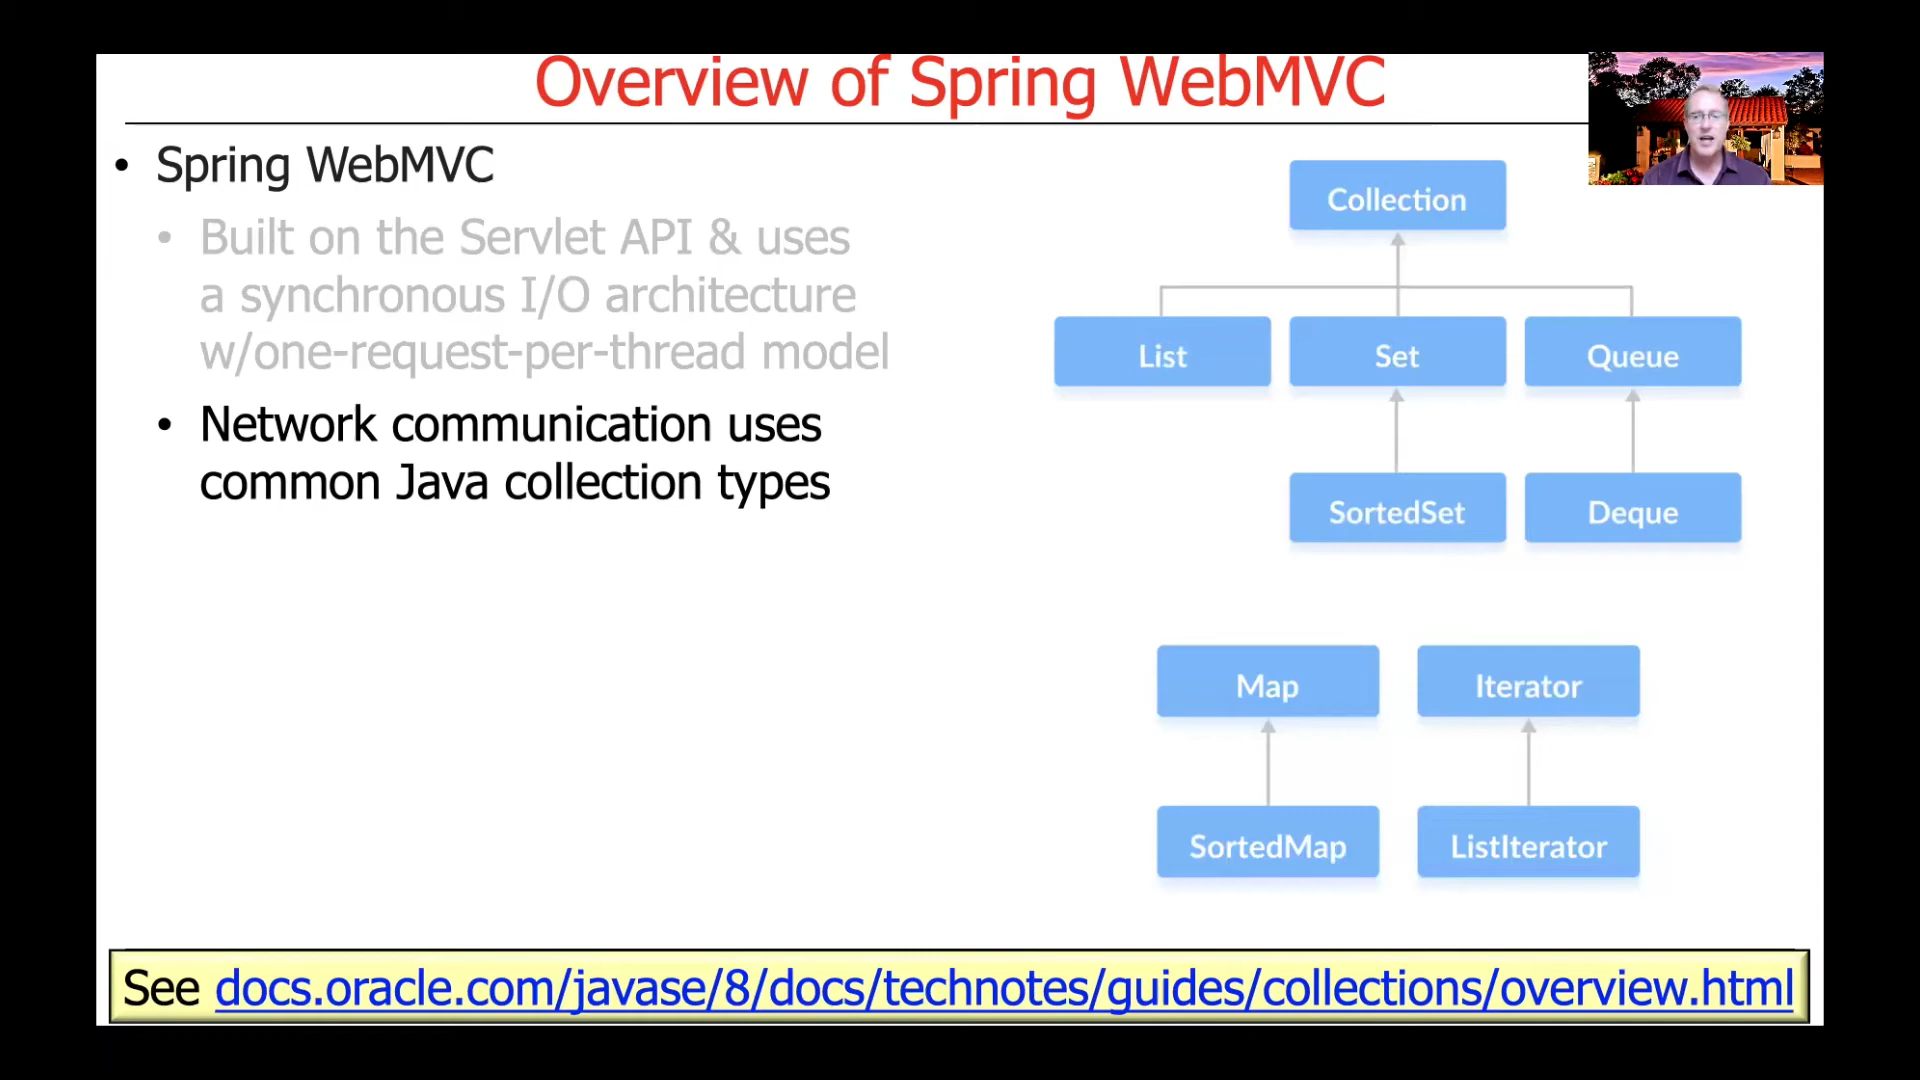 Overview of Spring WebMVC
• Spring WebMVC
• Built on the Servlet API & uses
a synchronous I/O architecture
w/one-request-per-thread model
• Network communication uses
common Java collection types
Collection
List
Set
Queue
SortedSet
Deque
Map
Iterator
SortedMap
ListIterator
See docs.oracle.com/javase/8/docs/technotes/guides/collections/overview.html